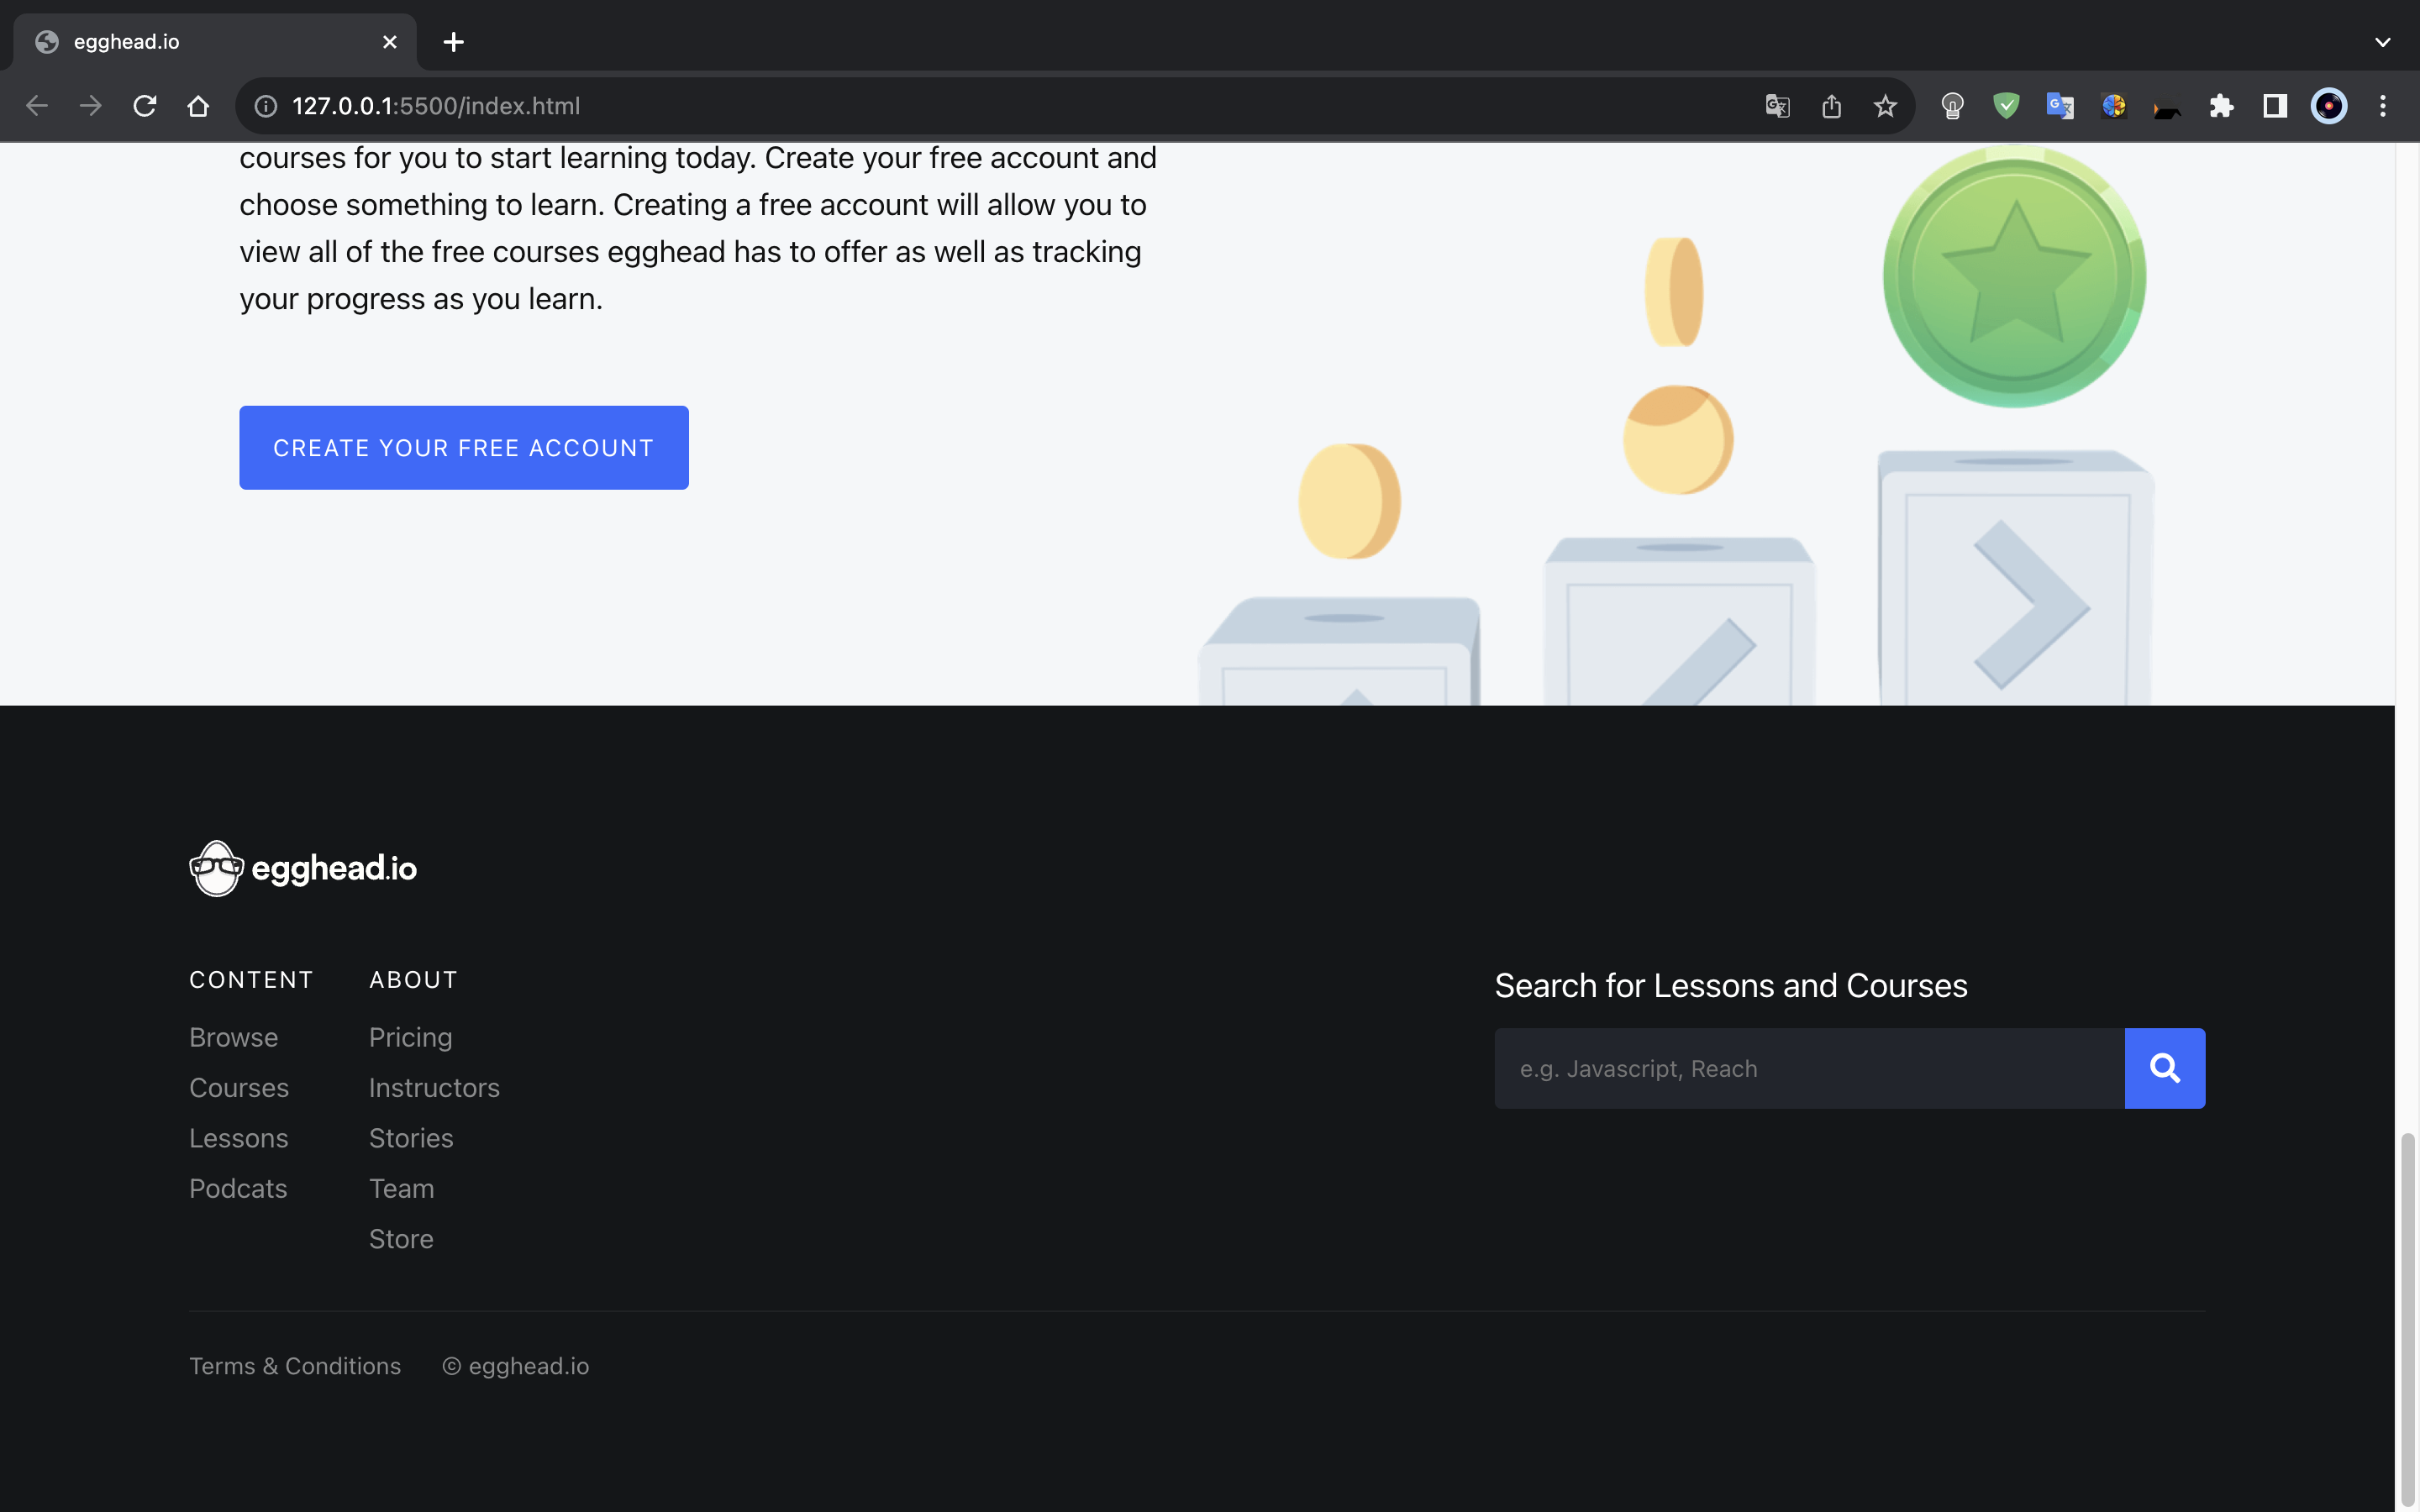 egghead.io
127.0.0.1:5500/index.html
courses for you to start learning today. Create your free account and
choose something to learn. Creating a free account will allow you to
view all of the free courses egghead has to offer as well as tracking
your progress as you learn.
CREATE YOUR FREE ACCOUNT
egghead.io
CONTENT
Browse
Courses
Lessons
Podcats
ABOUT
Pricing
Instructors
Stories
Team
Store
Search for Lessons and Courses
e.g. Javascript, Reach
Terms & Conditions
© egghead.io